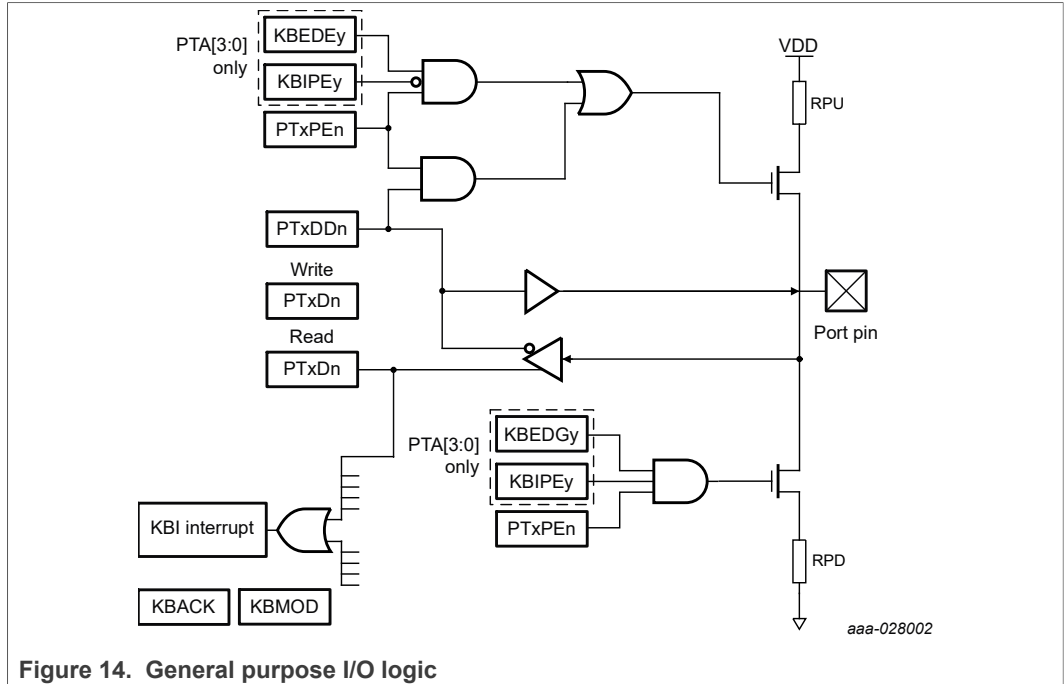 KBEDEy
PTA[3:0]
only
KBIPEy
PTxPEn
VDD
RPU
PTxDDn
Write
PTxDn
Read
PTxDn
Port pin
KBEDGy
PTA[3:0]
only
KBIPEy
PTxPEn
KBI interrupt
RPD
KBACK
KBMOD
aaa-028002
Figure 14. General purpose I/O logic